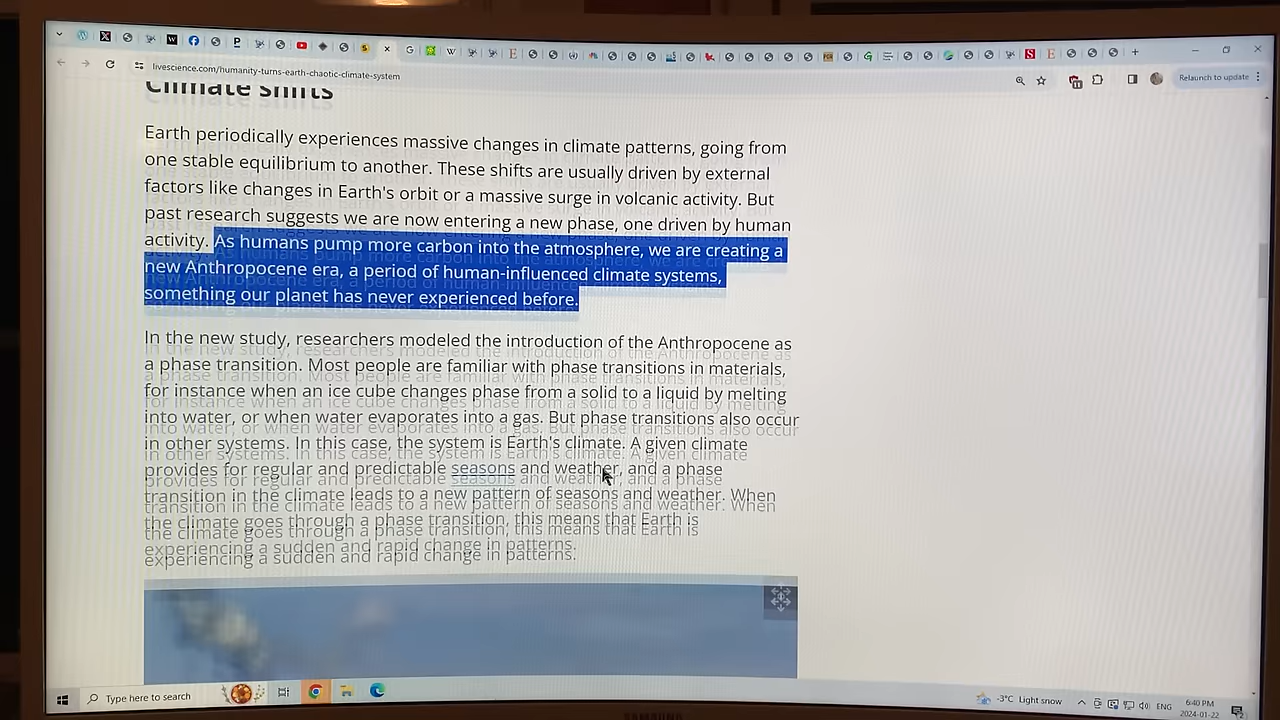 livescience.com/humanity-turns-earth-chaotic-climate-system
Relaunch to update
Climate shifts
Earth periodically experiences massive changes in climate patterns, going from
one stable equilibrium to another. These shifts are usually driven by external
factors like changes in Earth's orbit or a massive surge in volcanic activity. But
past research suggests we are now entering a new phase, one driven by human
activity. As humans pump more carbon into the atmosphere, we are creating a
new Anthropocene era, a period of human-influenced climate systems,
something our planet has never experienced before.
In the new study, researchers modeled the introduction of the Anthropocene as
a phase transition. Most people are familiar with phase transitions in materials,
for instance when an ice cube changes phase from a solid to a liquid by melting
into water, or when water evaporates into a gas. But phase transitions also occur
in other systems. In this case, the system is Earth's climate. A given climate
provides for regular and predictable seasons and weather, and a phase
transition in the climate leads to a new pattern of seasons and weather. When
the climate goes through a phase transition, this means that Earth is
experiencing a sudden and rapid change in patterns.
Type here to search
-3°C Light snow
ENG
6:40 PM
2024-01-22
SAMSUNG